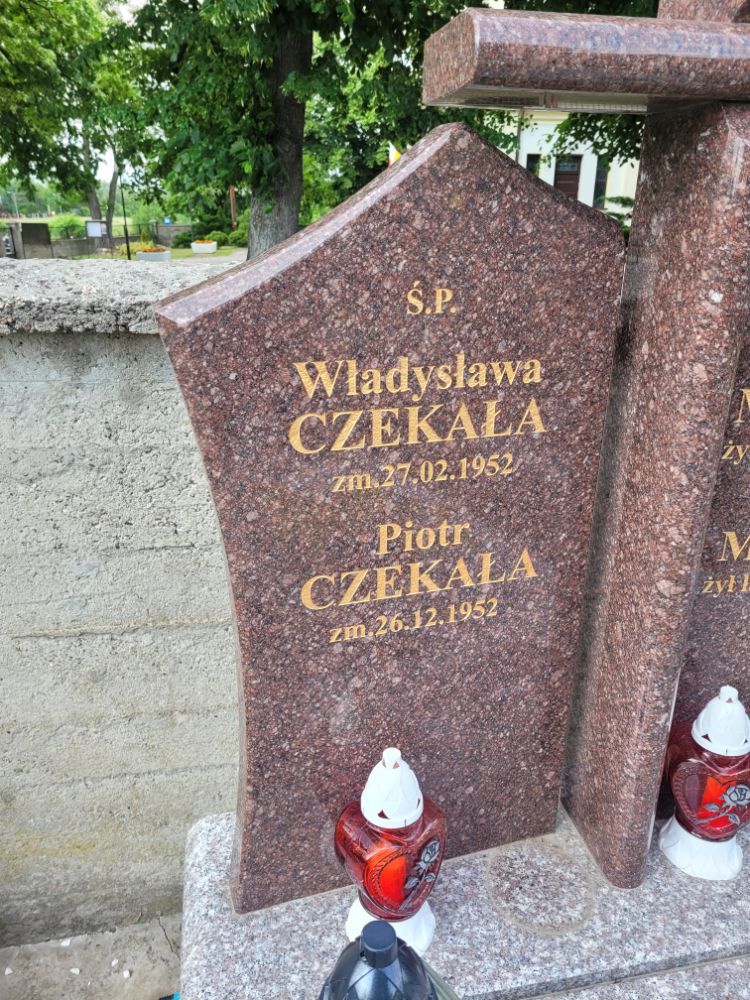 Ś.P.
Władysława
CZEKAŁA
zm.27.02.1952
Piotr
CZEKAŁA
zm.26.12.1952